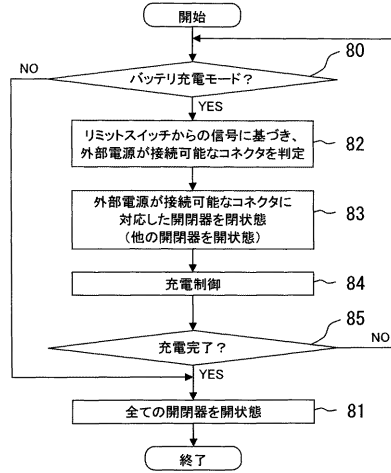 開始
80
バッテリ充電モード?
NO
YES
リミットスイッチからの信号に基づき、
外部電源が接続可能なコネクタを判定
82
外部電源が接続可能なコネクタに
対応した開閉器を閉状態
(他の開閉器を開状態)
83
充電制御
84
85
充電完了?
NO
YES
全ての開閉器を開状態
81
終了